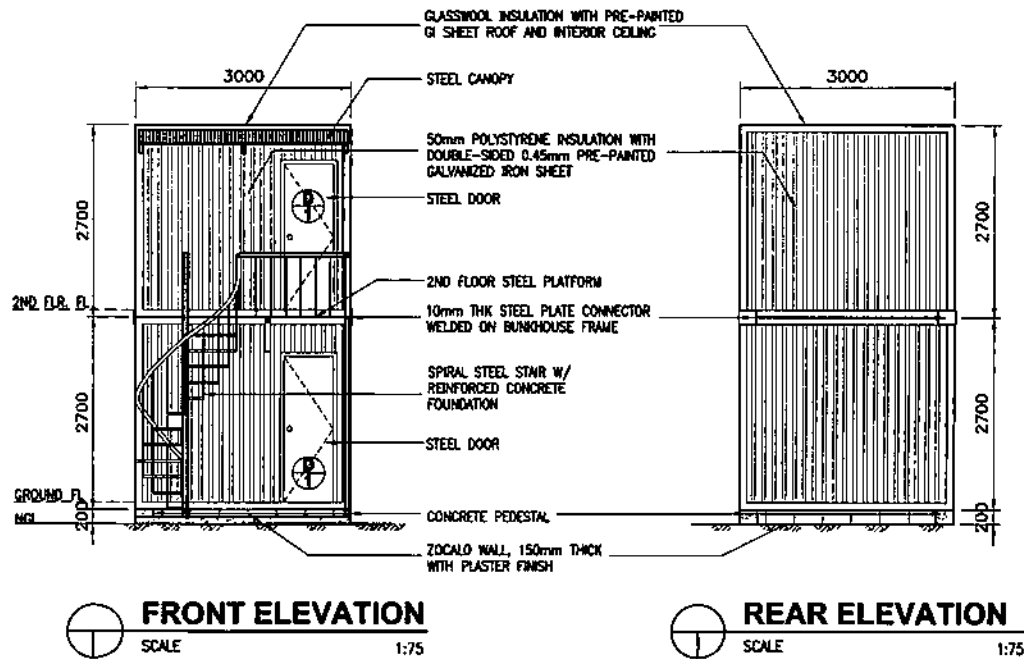 GLASSWOOL INSULATION WITH PRE-PAINTED
GI SHEET ROOF AND INTERIOR CEILING
3000
3000
STEEL CANOPY
50mm POLYSTYRENE INSULATION WITH
DOUBLE-SIDED 0.45mm PRE-PAINTED
GALVANIZED IRON SHEET
STEEL DOOR
D
1
2700
2700
2ND FLOOR STEEL PLATFORM
2ND FLR. FL
10mm THK STEEL PLATE CONNECTOR
WELDED ON BUNKHOUSE FRAME
SPIRAL STEEL STAIR W/
REINFORCED CONCRETE
FOUNDATION
2700
2700
STEEL DOOR
D
1
GROUND FL
NGL
200
200
CONCRETE PEDESTAL
ZOCALO WALL, 150mm THICK
WITH PLASTER FINISH
1
FRONT ELEVATION
SCALE 1:75
1
REAR ELEVATION
SCALE 1:75